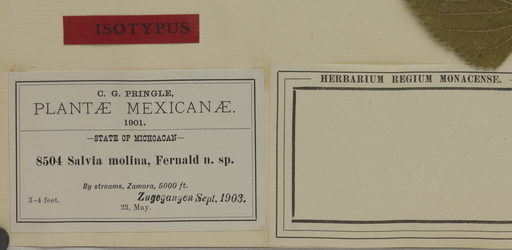 ISOTYPUS
C. G. PRINGLE,
PLANTÆ MEXICANÆ.
1901.
—STATE OF MICHOACAN—
8504 Salvia molina, Fernald n. sp.
By streams, Zamora, 5000 ft.
3–4 feet.
Zugegangen Sept. 1903.
23, May.
HERBARIUM REGIUM MONACENSE.